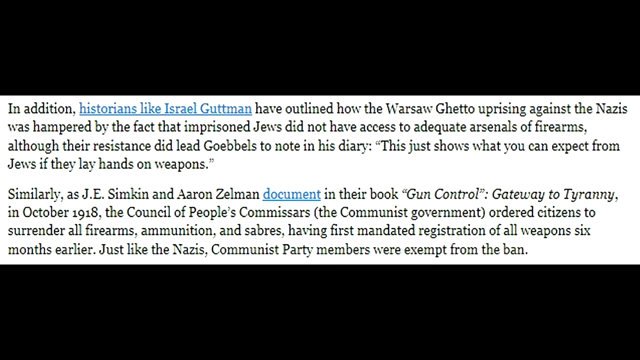 In addition, historians like Israel Guttman have outlined how the Warsaw Ghetto uprising against the Nazis
was hampered by the fact that imprisoned Jews did not have access to adequate arsenals of firearms,
although their resistance did lead Goebbels to note in his diary: “This just shows what you can expect from
Jews if they lay hands on weapons.”
Similarly, as J.E. Simkin and Aaron Zelman document in their book “Gun Control”: Gateway to Tyranny,
in October 1918, the Council of People’s Commissars (the Communist government) ordered citizens to
surrender all firearms, ammunition, and sabres, having first mandated registration of all weapons six
months earlier. Just like the Nazis, Communist Party members were exempt from the ban.